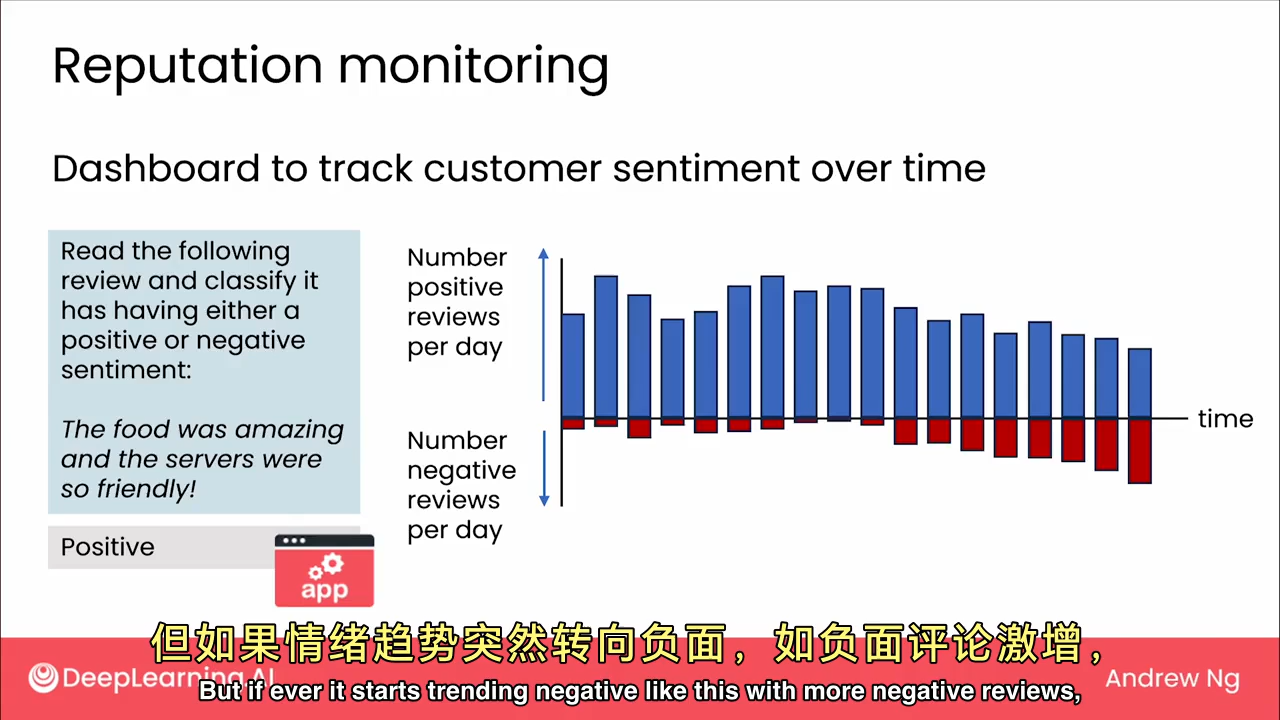 Reputation monitoring
Dashboard to track customer sentiment over time
Read the following
review and classify it
has having either a
positive or negative
sentiment:
The food was amazing
and the servers were
so friendly!
Positive
app
Number
positive
reviews
per day
Number
negative
reviews
per day
time
但如果情绪趋势突然转向负面，如负面评论激增，
DeepLearning.AI
But if ever it starts trending negative like this with more negative reviews,
Andrew Ng